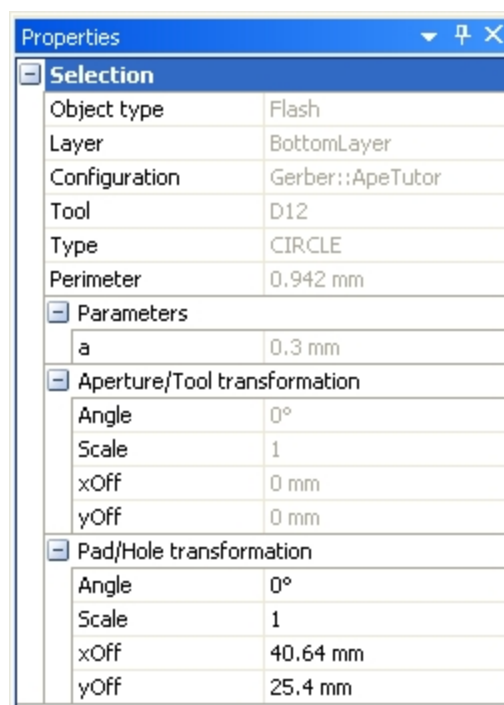 Properties
Selection
Object type Flash
Layer BottomLayer
Configuration Gerber::ApeTutor
Tool D12
Type CIRCLE
Perimeter 0.942 mm
Parameters
a 0.3 mm
Aperture/Tool transformation
Angle 0°
Scale 1
xOff 0 mm
yOff 0 mm
Pad/Hole transformation
Angle 0°
Scale 1
xOff 40.64 mm
yOff 25.4 mm